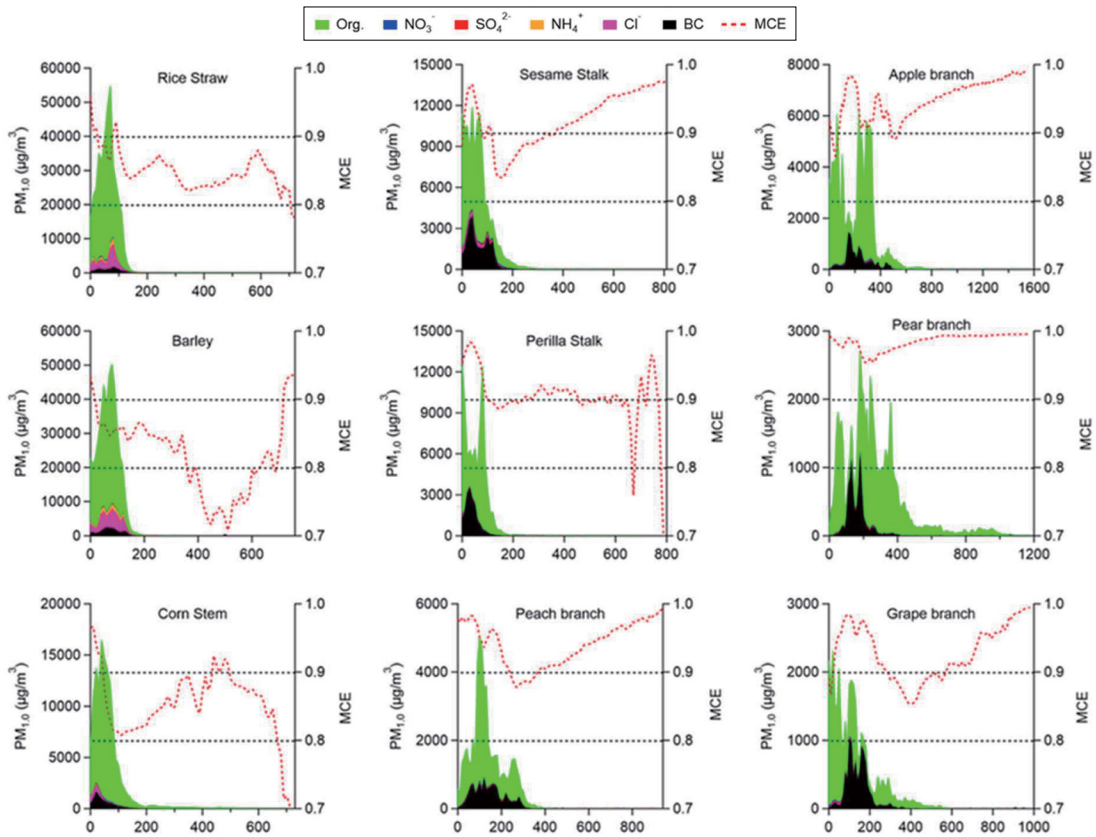 Org. NO₃⁻ SO₄²⁻ NH₄⁺ Cl⁻ BC MCE
Rice Straw
PM₁.₀ (μg/m³)
60000
50000
40000
30000
20000
10000
0
1.0
0.9
0.8
0.7
MCE
0 200 400 600
Sesame Stalk
PM₁.₀ (μg/m³)
15000
12000
9000
6000
3000
0
1.0
0.9
0.8
0.7
MCE
0 200 400 600 800
Apple branch
PM₁.₀ (μg/m³)
8000
6000
4000
2000
0
1.0
0.9
0.8
0.7
MCE
0 400 800 1200 1600
Barley
PM₁.₀ (μg/m³)
60000
50000
40000
30000
20000
10000
0
1.0
0.9
0.8
0.7
MCE
0 200 400 600
Perilla Stalk
PM₁.₀ (μg/m³)
15000
12000
9000
6000
3000
0
1.0
0.9
0.8
0.7
MCE
0 200 400 600 800
Pear branch
PM₁.₀ (μg/m³)
3000
2000
1000
0
1.0
0.9
0.8
0.7
MCE
0 400 800 1200
Corn Stem
PM₁.₀ (μg/m³)
20000
15000
10000
5000
0
1.0
0.9
0.8
0.7
MCE
0 200 400 600
Peach branch
PM₁.₀ (μg/m³)
6000
4000
2000
0
1.0
0.9
0.8
0.7
MCE
0 200 400 600 800
Grape branch
PM₁.₀ (μg/m³)
3000
2000
1000
0
1.0
0.9
0.8
0.7
MCE
0 200 400 600 800 1000